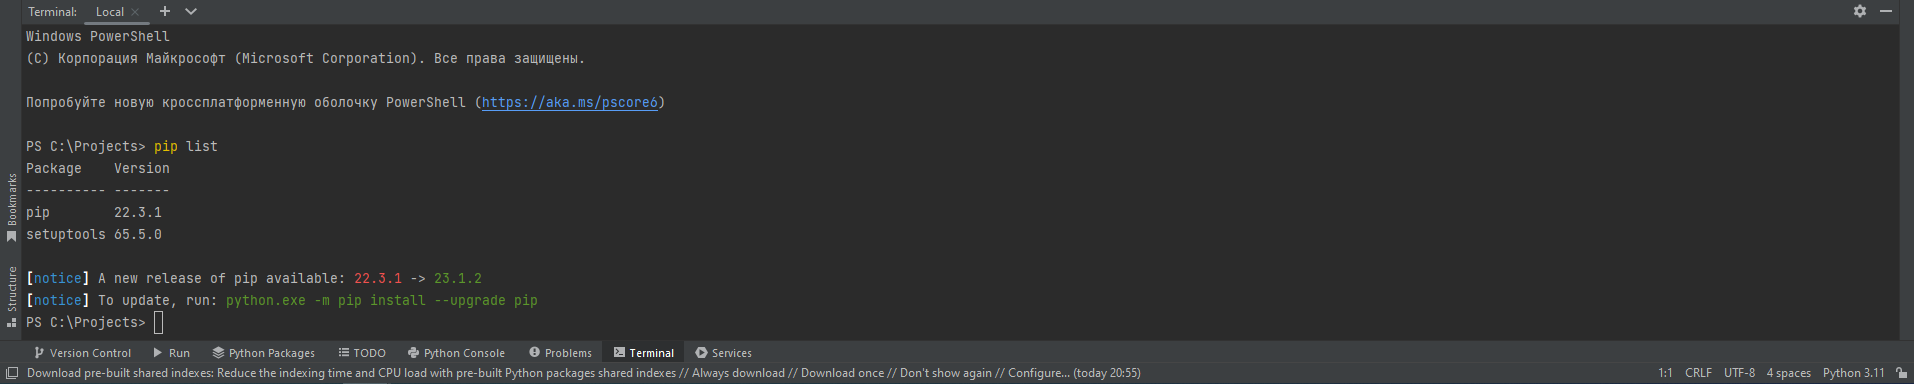 Terminal: Local
Windows PowerShell
(C) Корпорация Майкрософт (Microsoft Corporation). Все права защищены.
Попробуйте новую кроссплатформенную оболочку PowerShell (https://aka.ms/pscore6)
PS C:\Projects> pip list
Package    Version
---------- -------
pip        22.3.1
setuptools 65.5.0
[notice] A new release of pip available: 22.3.1 -> 23.1.2
[notice] To update, run: python.exe -m pip install --upgrade pip
PS C:\Projects>
Bookmarks
Structure
Version Control Run Python Packages TODO Python Console Problems Terminal Services
Download pre-built shared indexes: Reduce the indexing time and CPU load with pre-built Python packages shared indexes // Always download // Download once // Don't show again // Configure... (today 20:55) 1:1 CRLF UTF-8 4 spaces Python 3.11